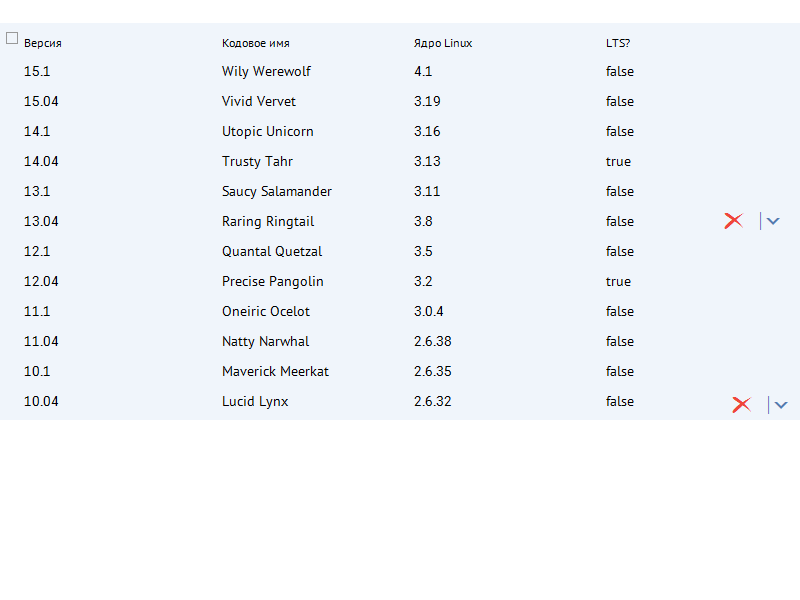 Версия Кодовое имя Ядро Linux LTS?
15.1 Wily Werewolf 4.1 false
15.04 Vivid Vervet 3.19 false
14.1 Utopic Unicorn 3.16 false
14.04 Trusty Tahr 3.13 true
13.1 Saucy Salamander 3.11 false
13.04 Raring Ringtail 3.8 false
12.1 Quantal Quetzal 3.5 false
12.04 Precise Pangolin 3.2 true
11.1 Oneiric Ocelot 3.0.4 false
11.04 Natty Narwhal 2.6.38 false
10.1 Maverick Meerkat 2.6.35 false
10.04 Lucid Lynx 2.6.32 false